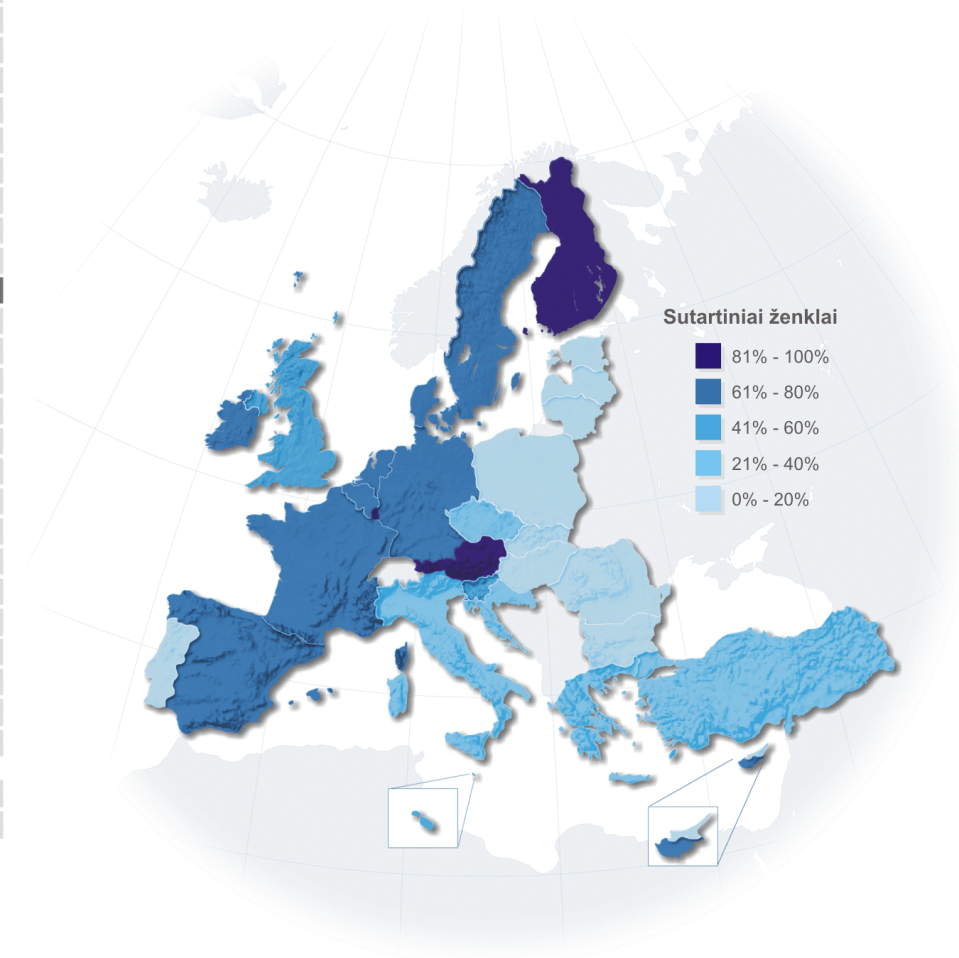 Sutartiniai ženklai
81% - 100%
61% - 80%
41% - 60%
21% - 40%
0% - 20%